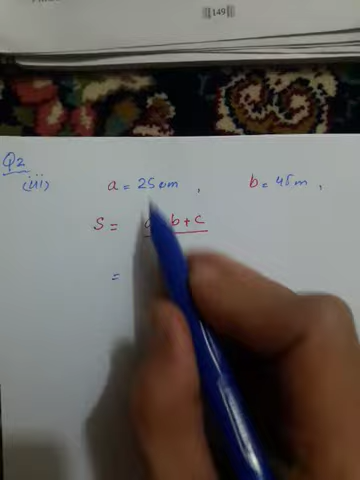 149
Q2
(iii) a = 25 cm , b = 45 m ,
S = b + c
=